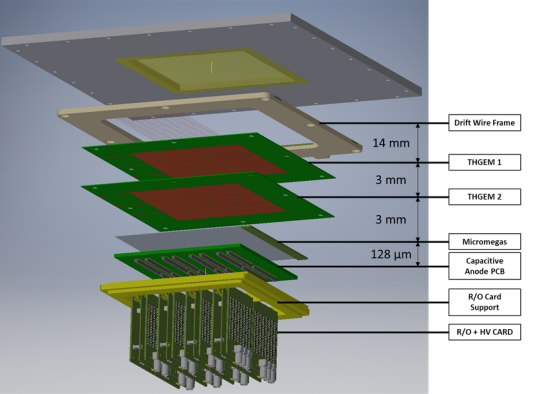 Drift Wire Frame
14 mm
THGEM 1
3 mm
THGEM 2
3 mm
Micromegas
128 µm
Capacitive
Anode PCB
R/O Card
Support
R/O + HV CARD